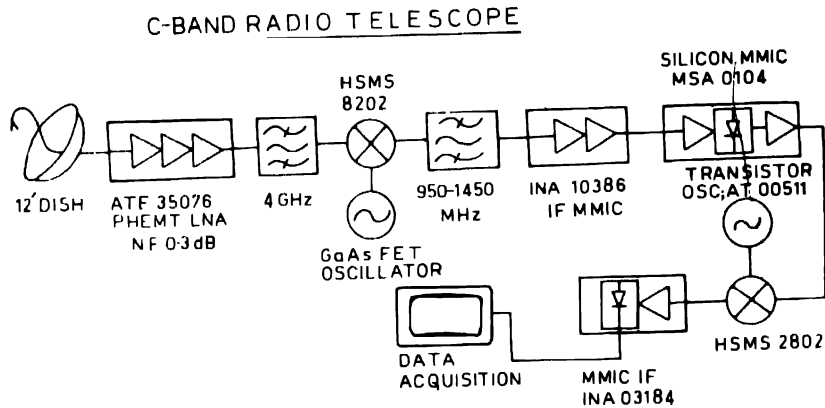 C-BAND RADIO TELESCOPE
12' DISH
ATF 35076
PHEMT LNA
NF 0·3dB
4 GHz
HSMS
8202
GaAs FET
OSCILLATOR
950-1450
MHz
INA 10386
IF MMIC
SILICON MMIC
MSA 0104
TRANSISTOR
OSC;AT 00511
HSMS 2802
MMIC IF
INA 03184
DATA
ACQUISITION